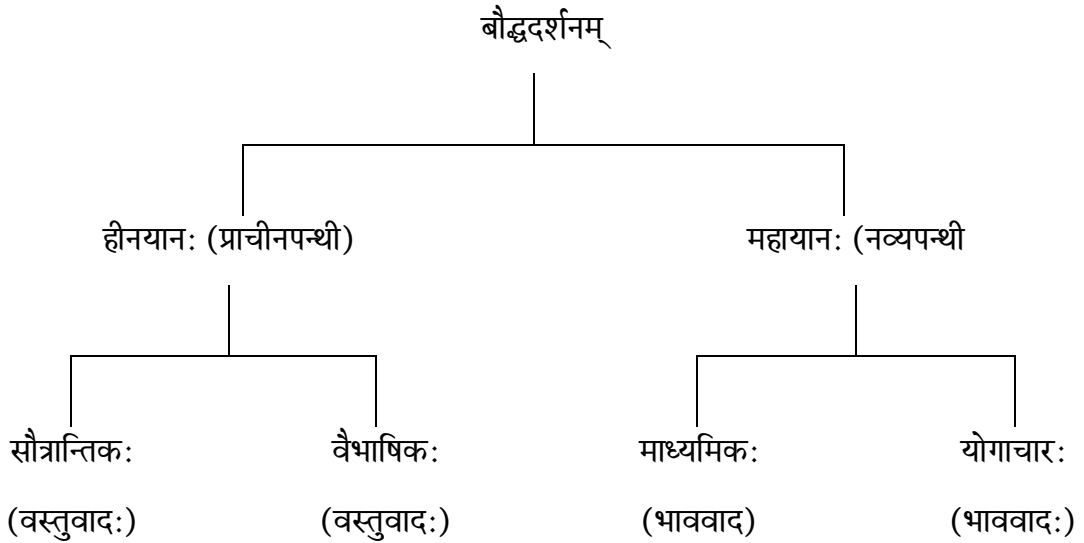 बौद्धदर्शनम्
हीनयान: (प्राचीनपन्थी) महायान: (नव्यपन्थी
सौत्रान्तिक: वैभाषिक: माध्यमिक: योगाचार:
(वस्तुवाद:) (वस्तुवाद:) (भाववाद) (भाववाद:)